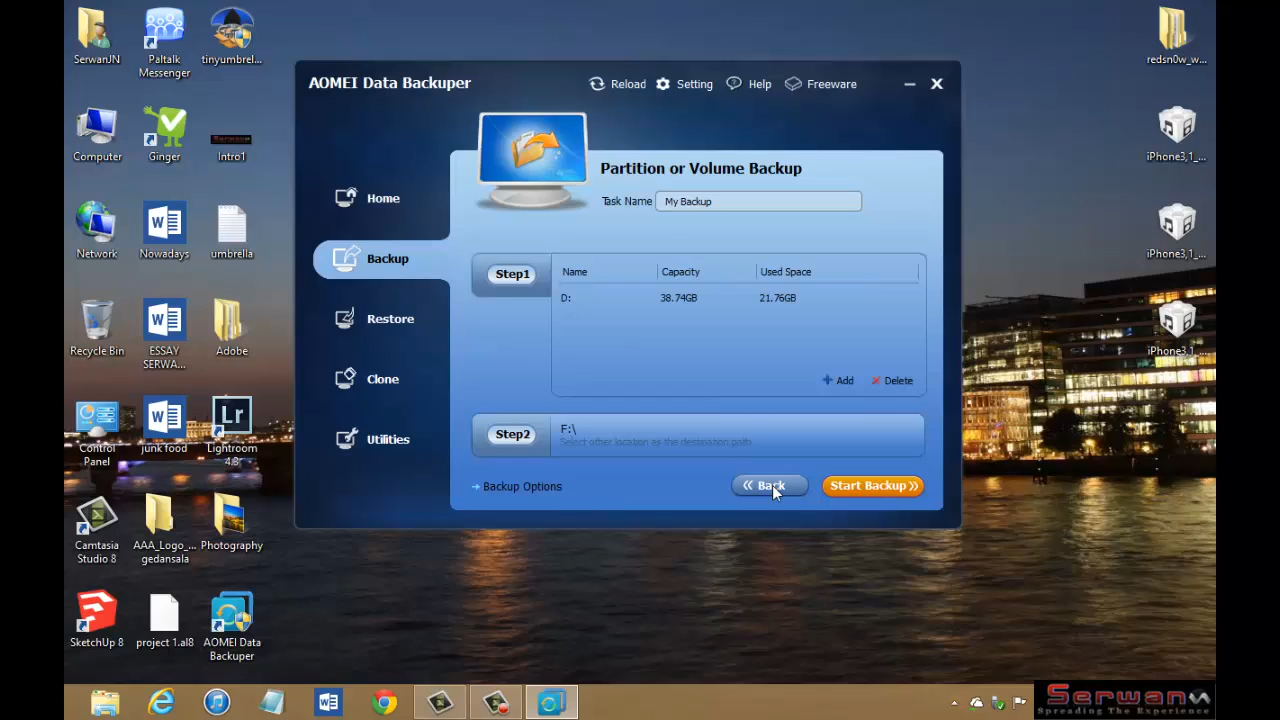 SerwanJN
Paltalk
Messenger
tinyumbrel...
redsn0w_w...
Computer
Ginger
Intro1
iPhone3,1_...
Network
Nowadays
umbrella
iPhone3,1_...
Recycle Bin
ESSAY
SERWA...
Adobe
iPhone3,1_...
Control
Panel
junk food
Lr
Lightroom
4.3
Camtasia
Studio 8
AAA_Logo_...
gedansala
Photography
SketchUp 8
project 1.al8
AOMEI Data
Backuper
AOMEI Data Backuper
Reload
Setting
Help
Freeware
Home
Backup
Restore
Clone
Utilities
Partition or Volume Backup
Task Name My Backup
Step1
Name Capacity Used Space
D: 38.74GB 21.76GB
Add
Delete
Step2
F:\
Select other location as the destination path
Backup Options
Back
Start Backup
Serwan
Spreading The Experience